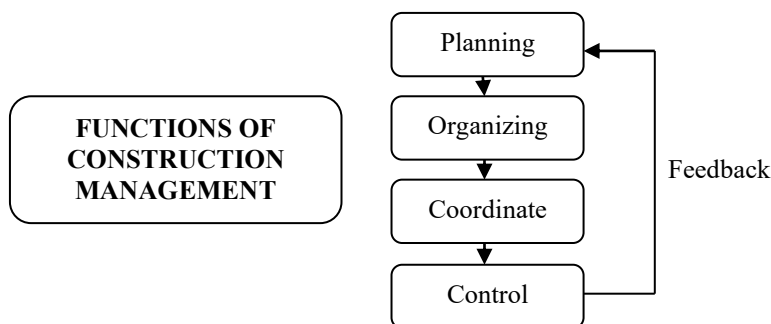 FUNCTIONS OF
CONSTRUCTION
MANAGEMENT
Planning
Organizing
Coordinate
Control
Feedback